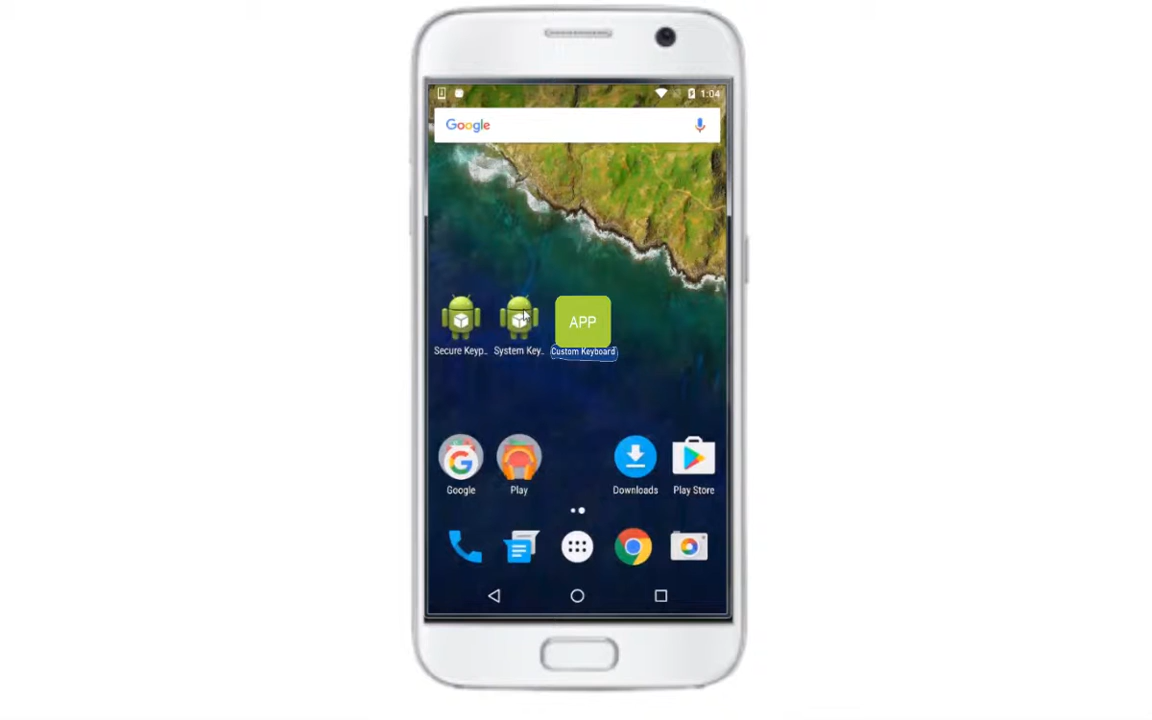 1:04
Google
APP
Secure Keyp..
System Key..
Custom Keyboard
Google
Play
Downloads
Play Store